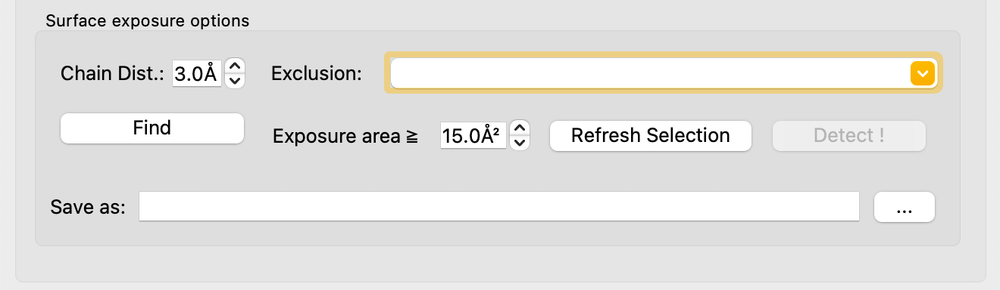 Surface exposure options
Chain Dist.: 3.0Å Exclusion:
Find
Exposure area ≧ 15.0Å² Refresh Selection Detect !
Save as: ...